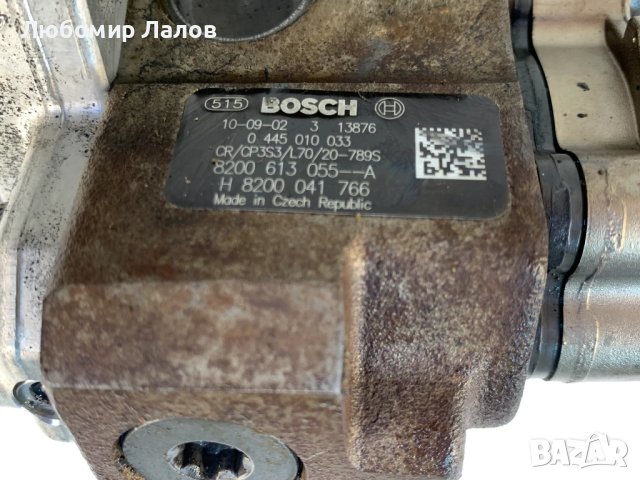 Любомир Лалов
515 BOSCH
10-09-02 3 13876
0 445 010 033
CR/CP3S3/L70/20-789S
8200 613 055--A
H 8200 041 766
Made in Czech Republic
BAZAR